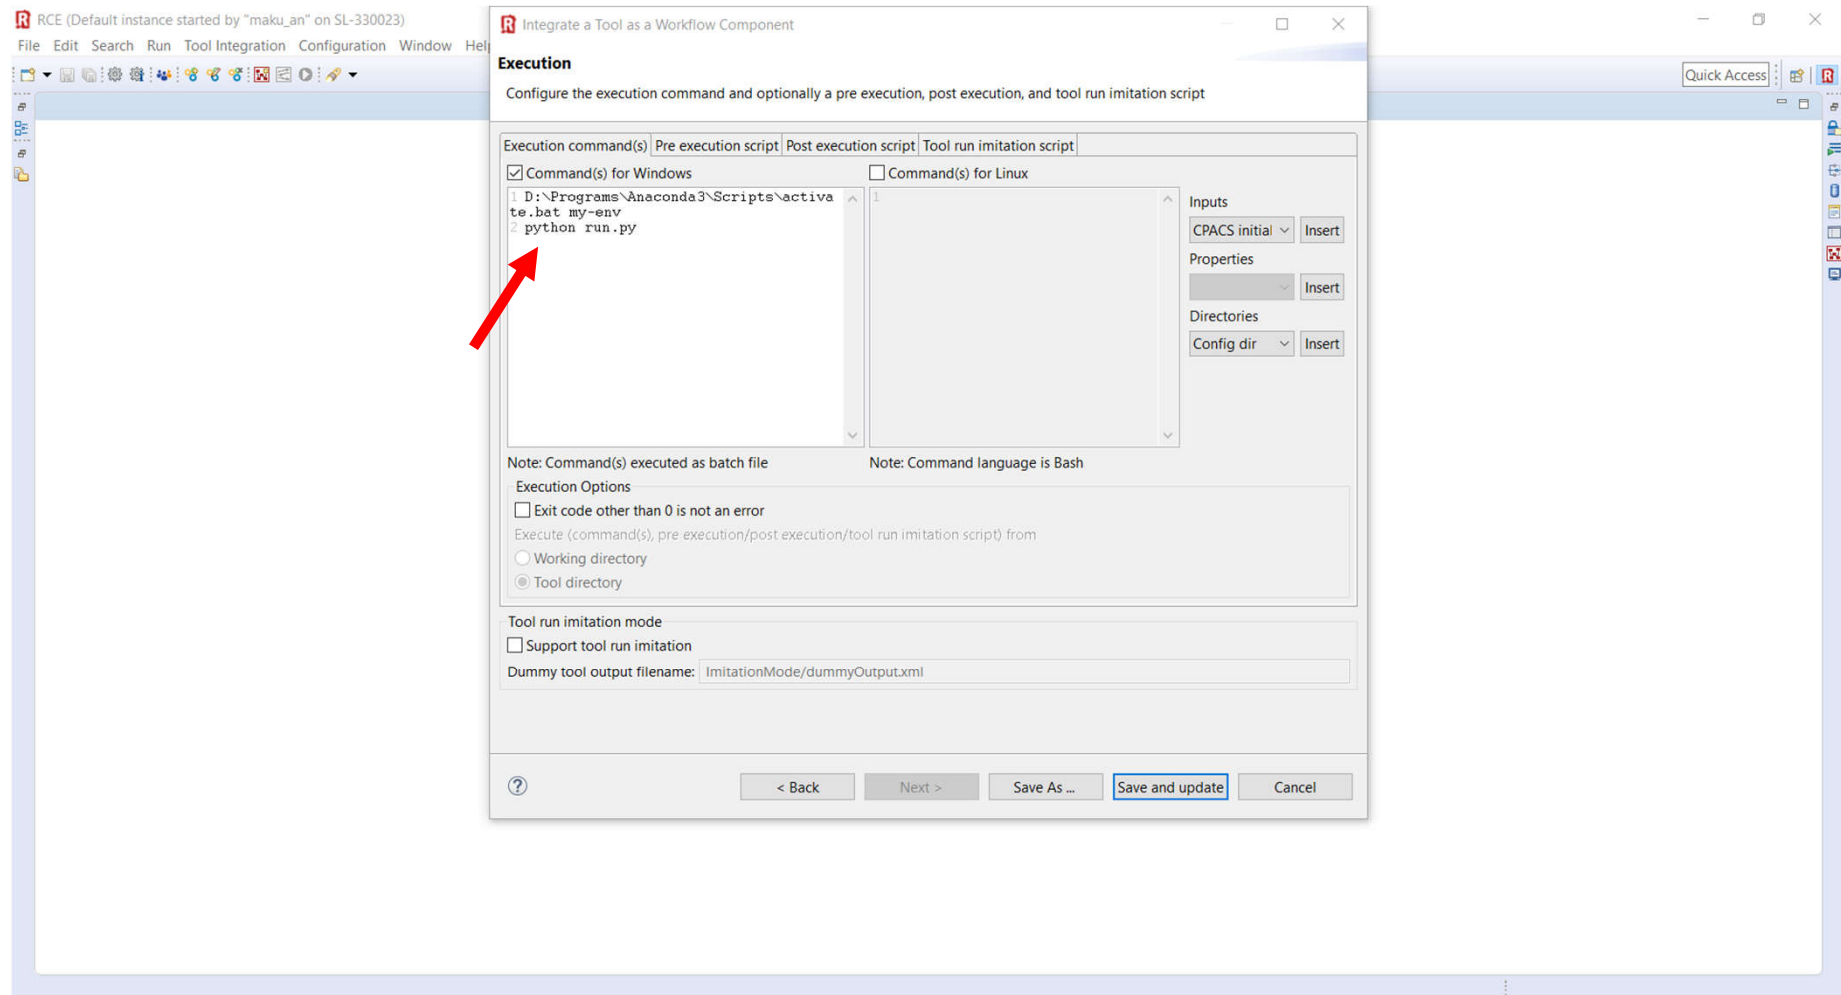 RCE (Default instance started by "maku_an" on SL-330023)
File Edit Search Run Tool Integration Configuration Window Help
Quick Access
Integrate a Tool as a Workflow Component
Execution
Configure the execution command and optionally a pre execution, post execution, and tool run imitation script
Execution command(s) Pre execution script Post execution script Tool run imitation script
Command(s) for Windows
Command(s) for Linux
1 D:\Programs\Anaconda3\Scripts\activa
te.bat my-env
2 python run.py
1
Inputs
CPACS initial Insert
Properties
Insert
Directories
Config dir Insert
Note: Command(s) executed as batch file
Note: Command language is Bash
Execution Options
Exit code other than 0 is not an error
Execute (command(s), pre execution/post execution/tool run imitation script) from
Working directory
Tool directory
Tool run imitation mode
Support tool run imitation
Dummy tool output filename: ImitationMode/dummyOutput.xml
< Back Next > Save As ... Save and update Cancel